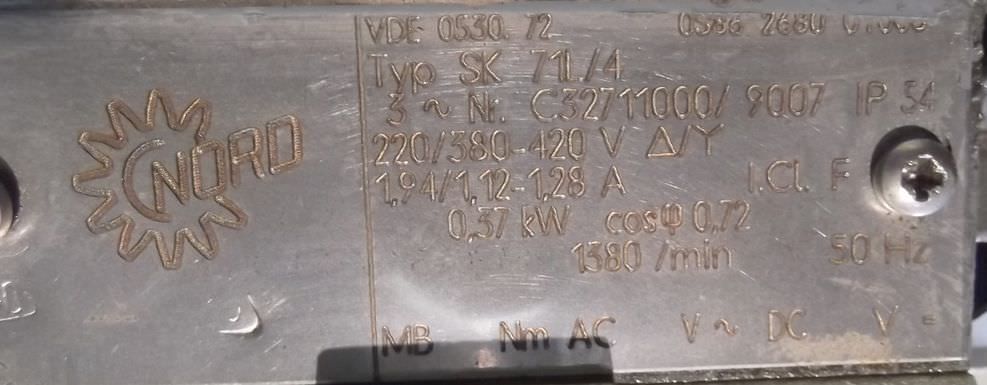 NORD
VDE 0530.72
Typ SK 71L/4
3 ~ Nr. C32711000/ 9007 IP 54
220/380-420 V Δ/Y
1,94/1,12-1,28 A I.Cl. F
0,37 kW cosφ 0,72
1380 /min 50 Hz
MB Nm AC V ~ DC V =